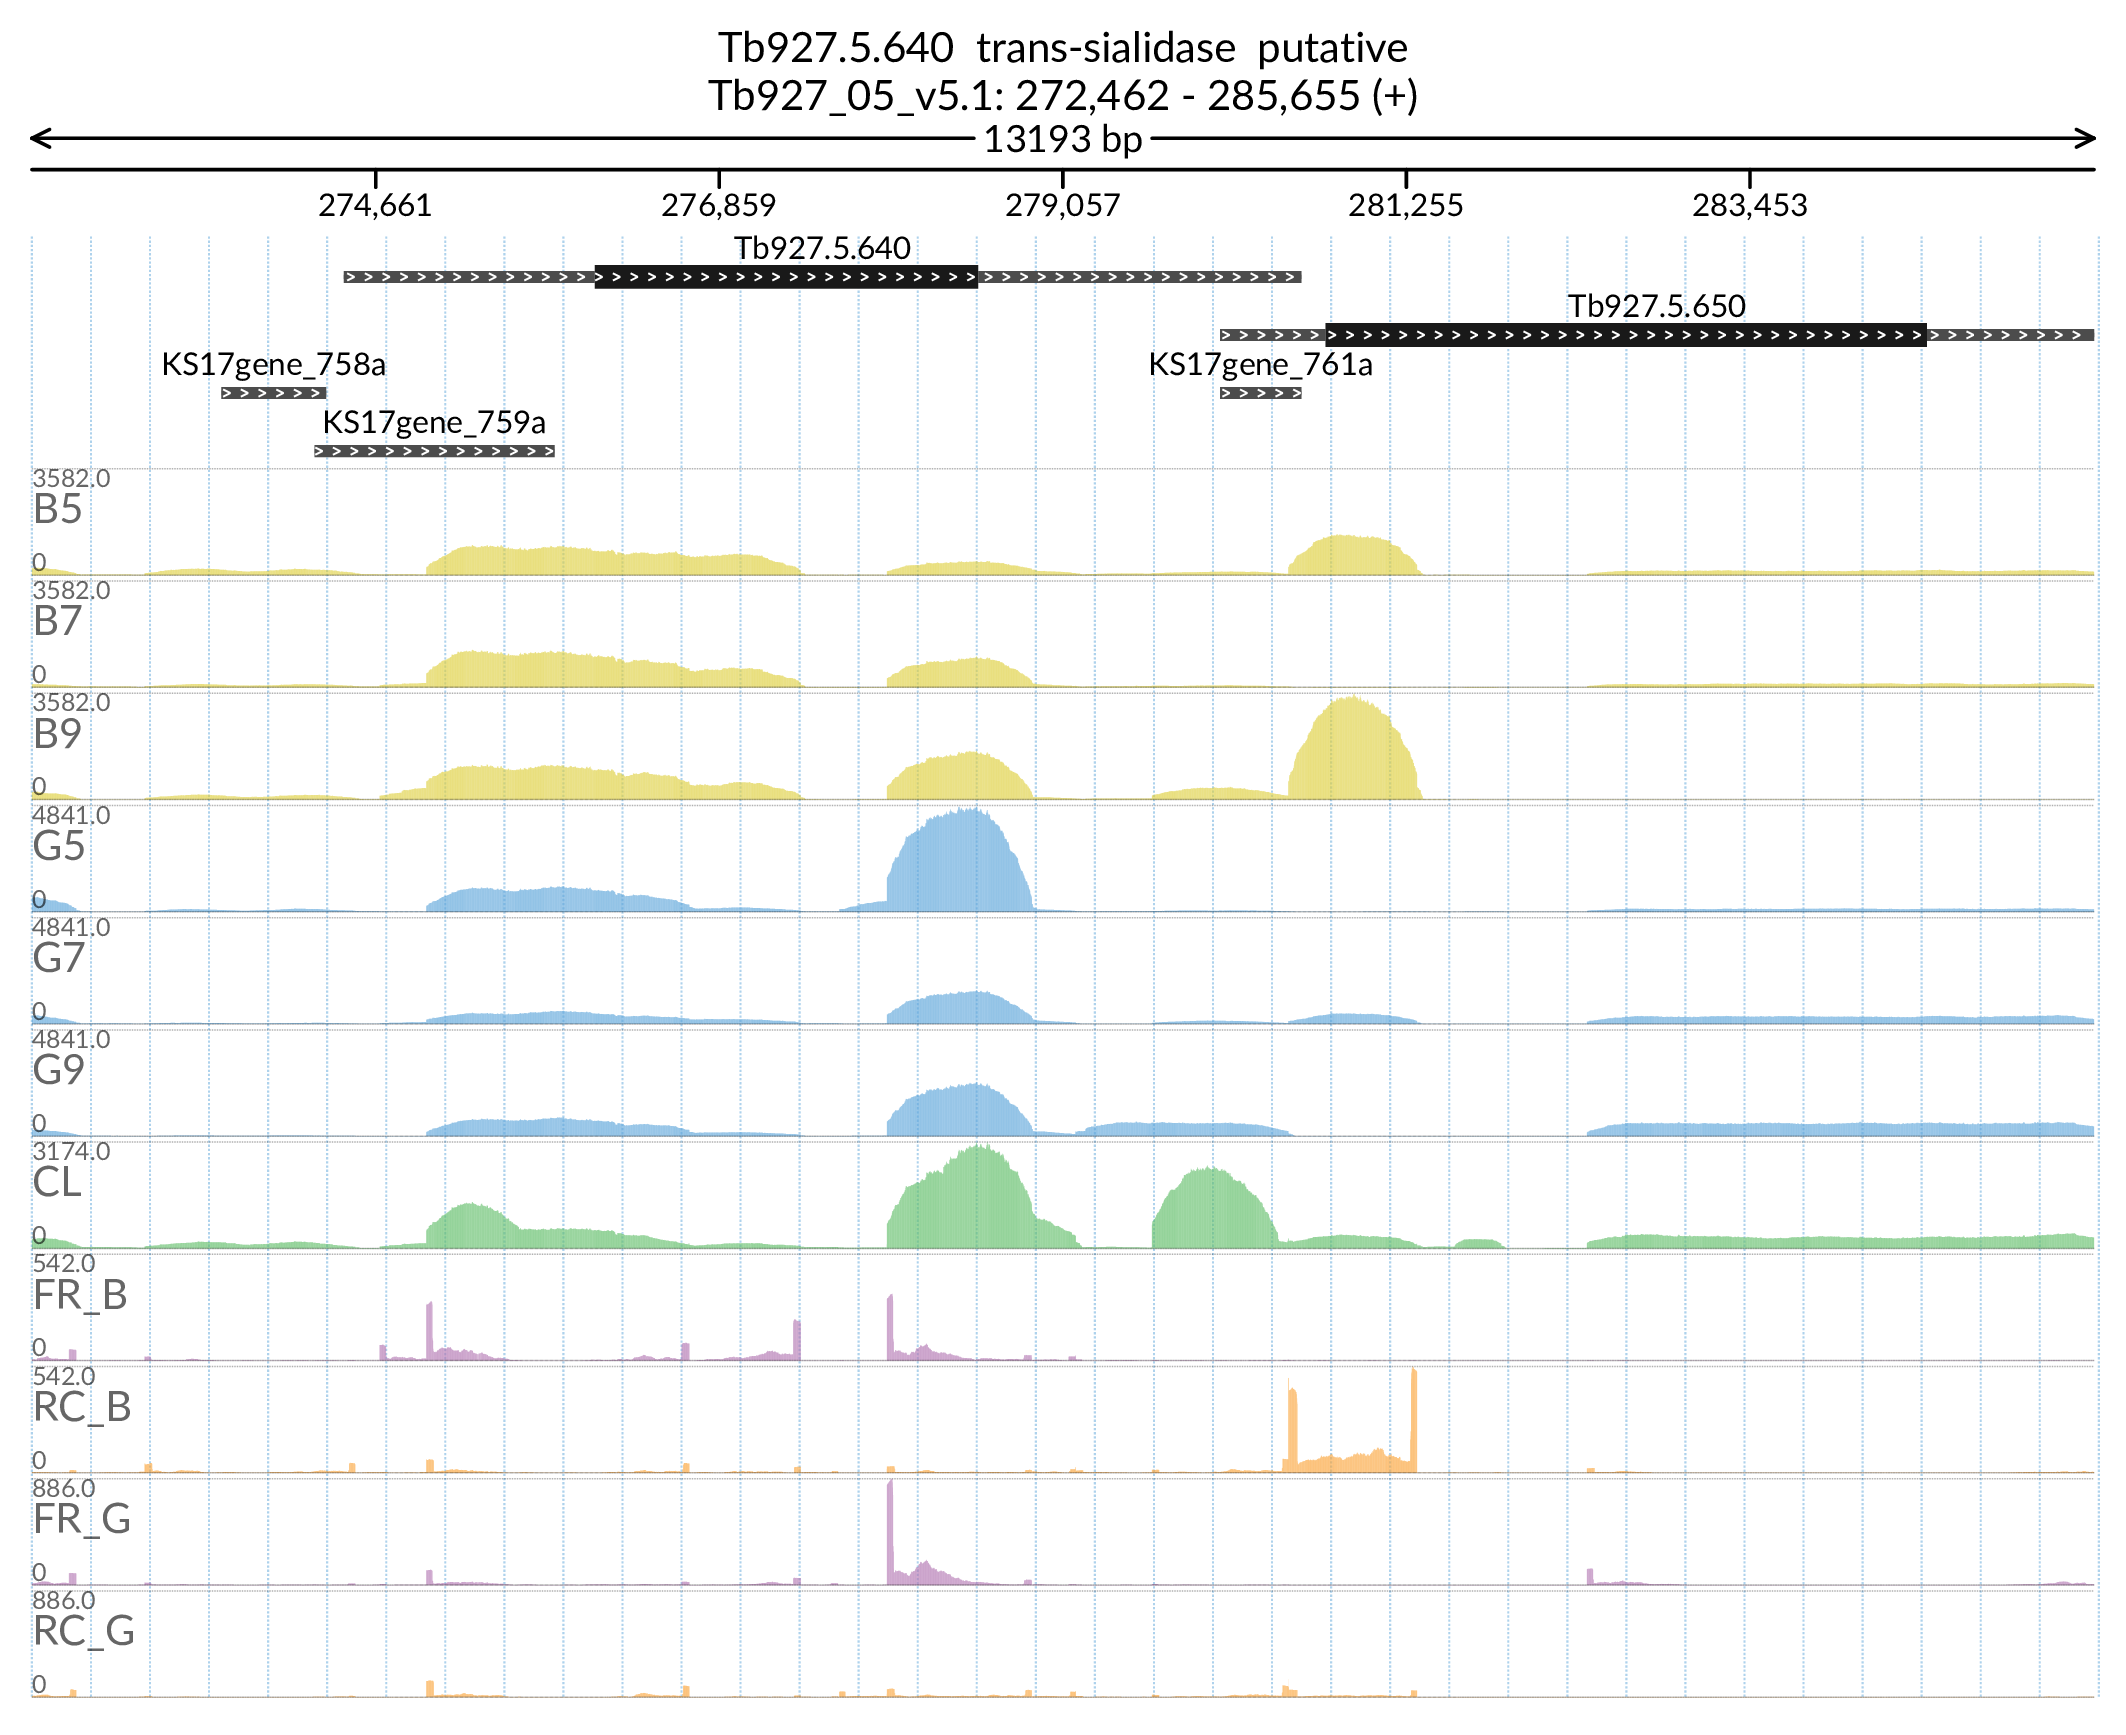 Tb927.5.640 trans-sialidase putative
Tb927_05_v5.1: 272,462 - 285,655 (+)
13193 bp
274,661 276,859 279,057 281,255 283,453
Tb927.5.640
Tb927.5.650
KS17gene_758a KS17gene_761a
KS17gene_759a
3582.0
B5
0
3582.0
B7
0
3582.0
B9
0
4841.0
G5
0
4841.0
G7
0
4841.0
G9
0
3174.0
CL
0
542.0
FR_B
0
542.0
RC_B
0
886.0
FR_G
0
886.0
RC_G
0